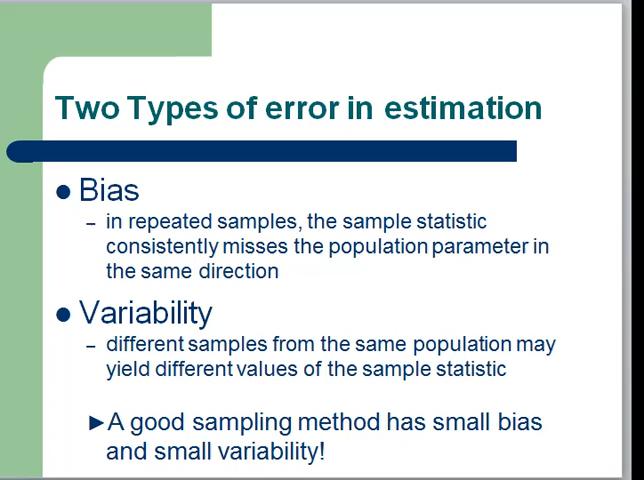 Two Types of error in estimation
● Bias
– in repeated samples, the sample statistic
consistently misses the population parameter in
the same direction
● Variability
– different samples from the same population may
yield different values of the sample statistic
►A good sampling method has small bias
and small variability!